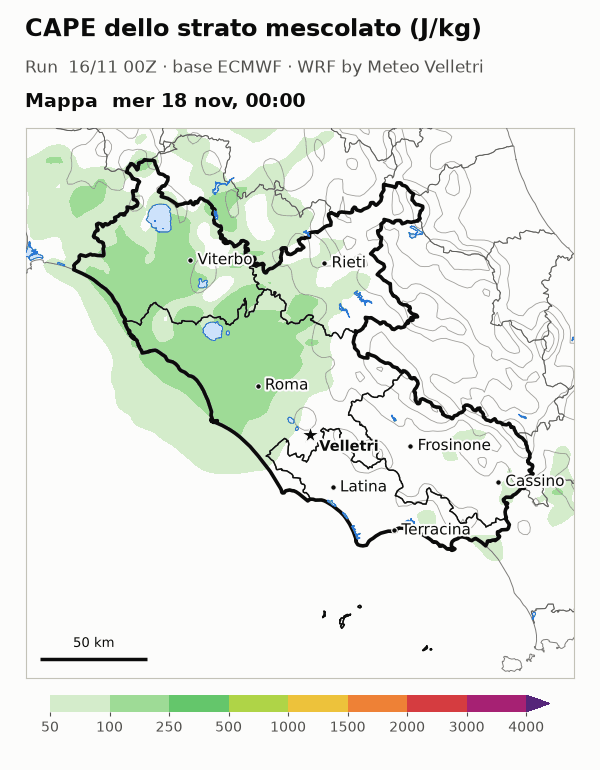 CAPE dello strato mescolato (J/kg)
Run 16/11 00Z · base ECMWF · WRF by Meteo Velletri
Mappa mer 18 nov, 00:00
Viterbo
Rieti
Roma
Velletri
Frosinone
Cassino
Latina
Terracina
50 km
50 100 250 500 1000 1500 2000 3000 4000